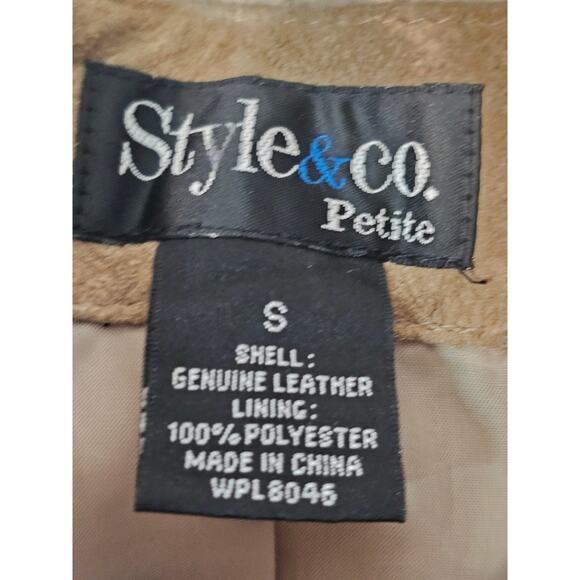 Style&co.
Petite
S
SHELL:
GENUINE LEATHER
LINING:
100% POLYESTER
MADE IN CHINA
WPL8046